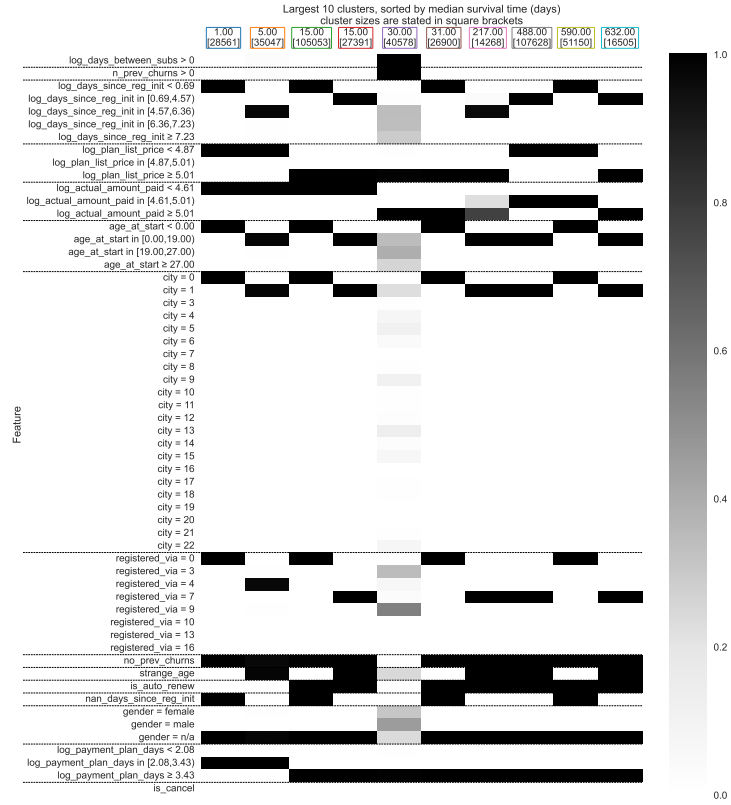 Largest 10 clusters, sorted by median survival time (days)
cluster sizes are stated in square brackets
1.00 5.00 15.00 15.00 30.00 31.00 217.00 488.00 590.00 632.00
[28561] [35047] [105053] [27391] [40578] [26900] [14268] [107628] [51150] [16505]
log_days_between_subs > 0
n_prev_churns > 0
log_days_since_reg_init < 0.69
log_days_since_reg_init in [0.69,4.57)
log_days_since_reg_init in [4.57,6.36)
log_days_since_reg_init in [6.36,7.23)
log_days_since_reg_init ≥ 7.23
log_plan_list_price < 4.87
log_plan_list_price in [4.87,5.01)
log_plan_list_price ≥ 5.01
log_actual_amount_paid < 4.61
log_actual_amount_paid in [4.61,5.01)
log_actual_amount_paid ≥ 5.01
age_at_start < 0.00
age_at_start in [0.00,19.00)
age_at_start in [19.00,27.00)
age_at_start ≥ 27.00
city = 0
city = 1
city = 3
city = 4
city = 5
city = 6
city = 7
city = 8
city = 9
city = 10
city = 11
city = 12
city = 13
city = 14
city = 15
city = 16
city = 17
city = 18
city = 19
city = 20
city = 21
city = 22
registered_via = 0
registered_via = 3
registered_via = 4
registered_via = 7
registered_via = 9
registered_via = 10
registered_via = 13
registered_via = 16
no_prev_churns
strange_age
is_auto_renew
nan_days_since_reg_init
gender = female
gender = male
gender = n/a
log_payment_plan_days < 2.08
log_payment_plan_days in [2.08,3.43)
log_payment_plan_days ≥ 3.43
is_cancel
Feature
1.0
0.8
0.6
0.4
0.2
0.0